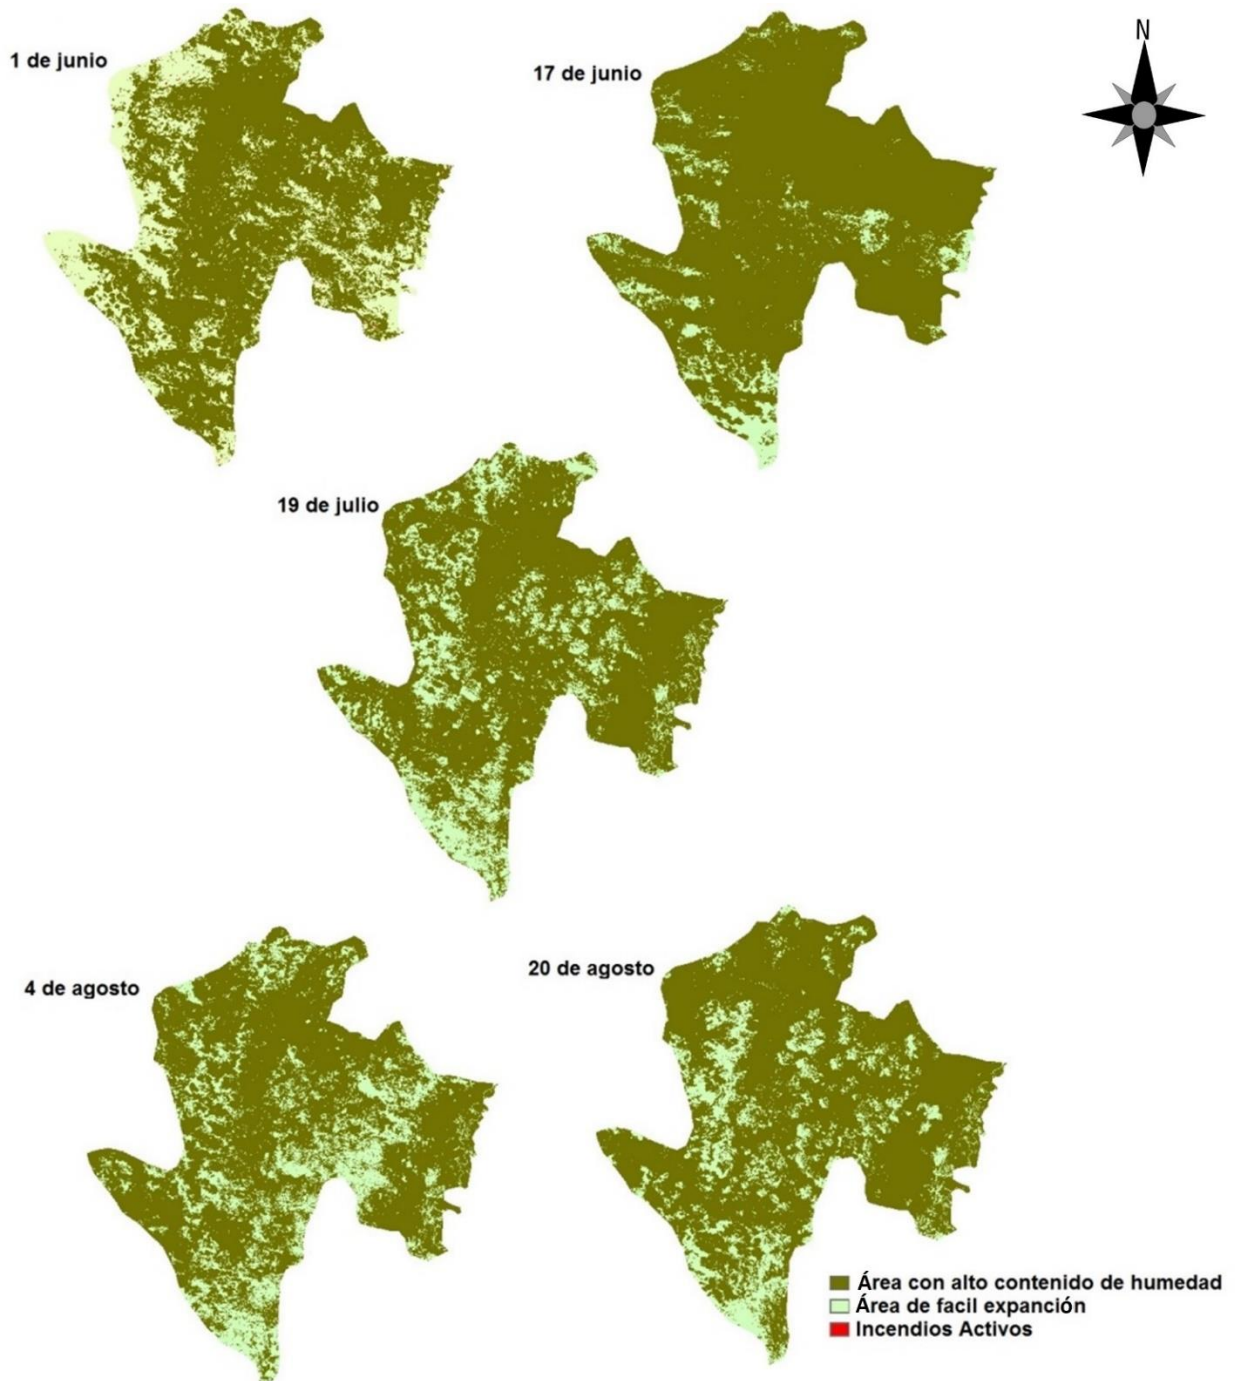 N
1 de junio
17 de junio
19 de julio
4 de agosto
20 de agosto
Área con alto contenido de humedad
Área de facil expanción
Incendios Activos